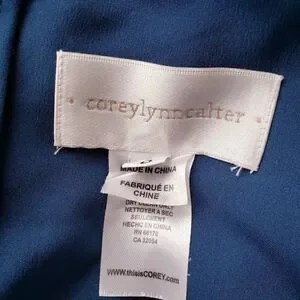 · coreylynncalter ·
MADE IN CHINA
FABRIQUÉ EN
CHINE
DRY CLEAN ONLY
NETTOYER A SEC
SEULEMENT
HECHO EN CHINA
RN 66170
CA 32054
www.thisisCOREY.com